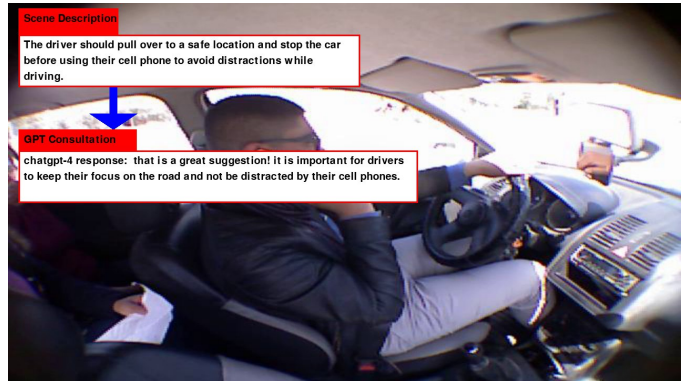 Scene Description
The driver should pull over to a safe location and stop the car
before using their cell phone to avoid distractions while
driving.
GPT Consultation
chatgpt-4 response:  that is a great suggestion! it is important for drivers
to keep their focus on the road and not be distracted by their cell phones.